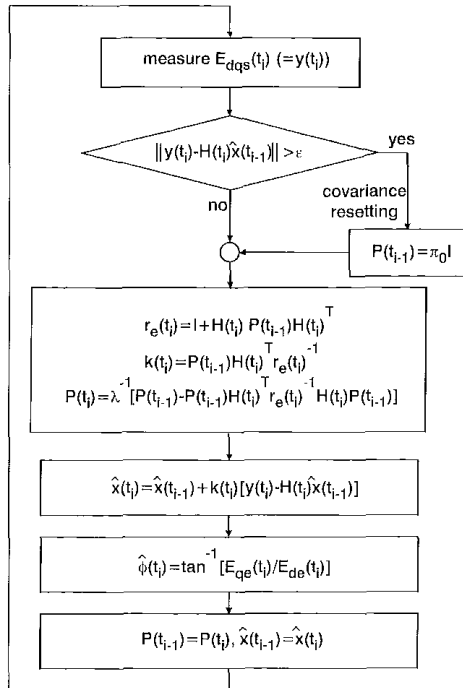 measure E_dqs(t_i) (=y(t_i))
||y(t_i)-H(t_i)x̂(t_{i-1})|| >ε
yes
no
covariance
resetting
P(t_{i-1})=π_0I
r_e(t_i)=I+H(t_i) P(t_{i-1})H(t_i)^T
k(t_i)=P(t_{i-1})H(t_i)^T r_e(t_i)^{-1}
P(t_i)=λ^{-1}[P(t_{i-1})-P(t_{i-1})H(t_i)^T r_e(t_i)^{-1}H(t_i)P(t_{i-1})]
x̂(t_i)=x̂(t_{i-1})+k(t_i)[y(t_i)-H(t_i)x̂(t_{i-1})]
φ̂(t_i)=tan^{-1}[E_qe(t_i)/E_de(t_i)]
P(t_{i-1})=P(t_i), x̂(t_{i-1})=x̂(t_i)